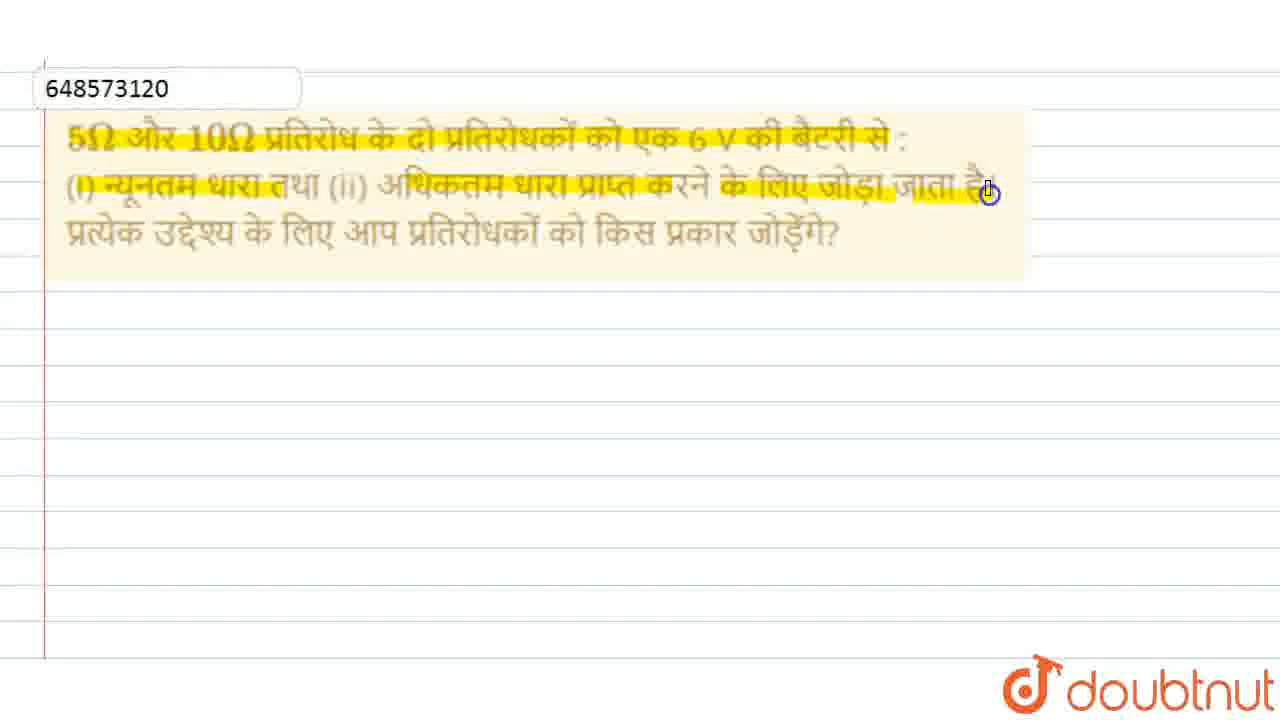 648573120
5Ω और 10Ω प्रतिरोध के दो प्रतिरोधकों को एक 6 V की बैटरी से :
(i) न्यूनतम धारा तथा (ii) अधिकतम धारा प्राप्त करने के लिए जोड़ा जाता है।
प्रत्येक उद्देश्य के लिए आप प्रतिरोधकों को किस प्रकार जोड़ेंगे?
doubtnut